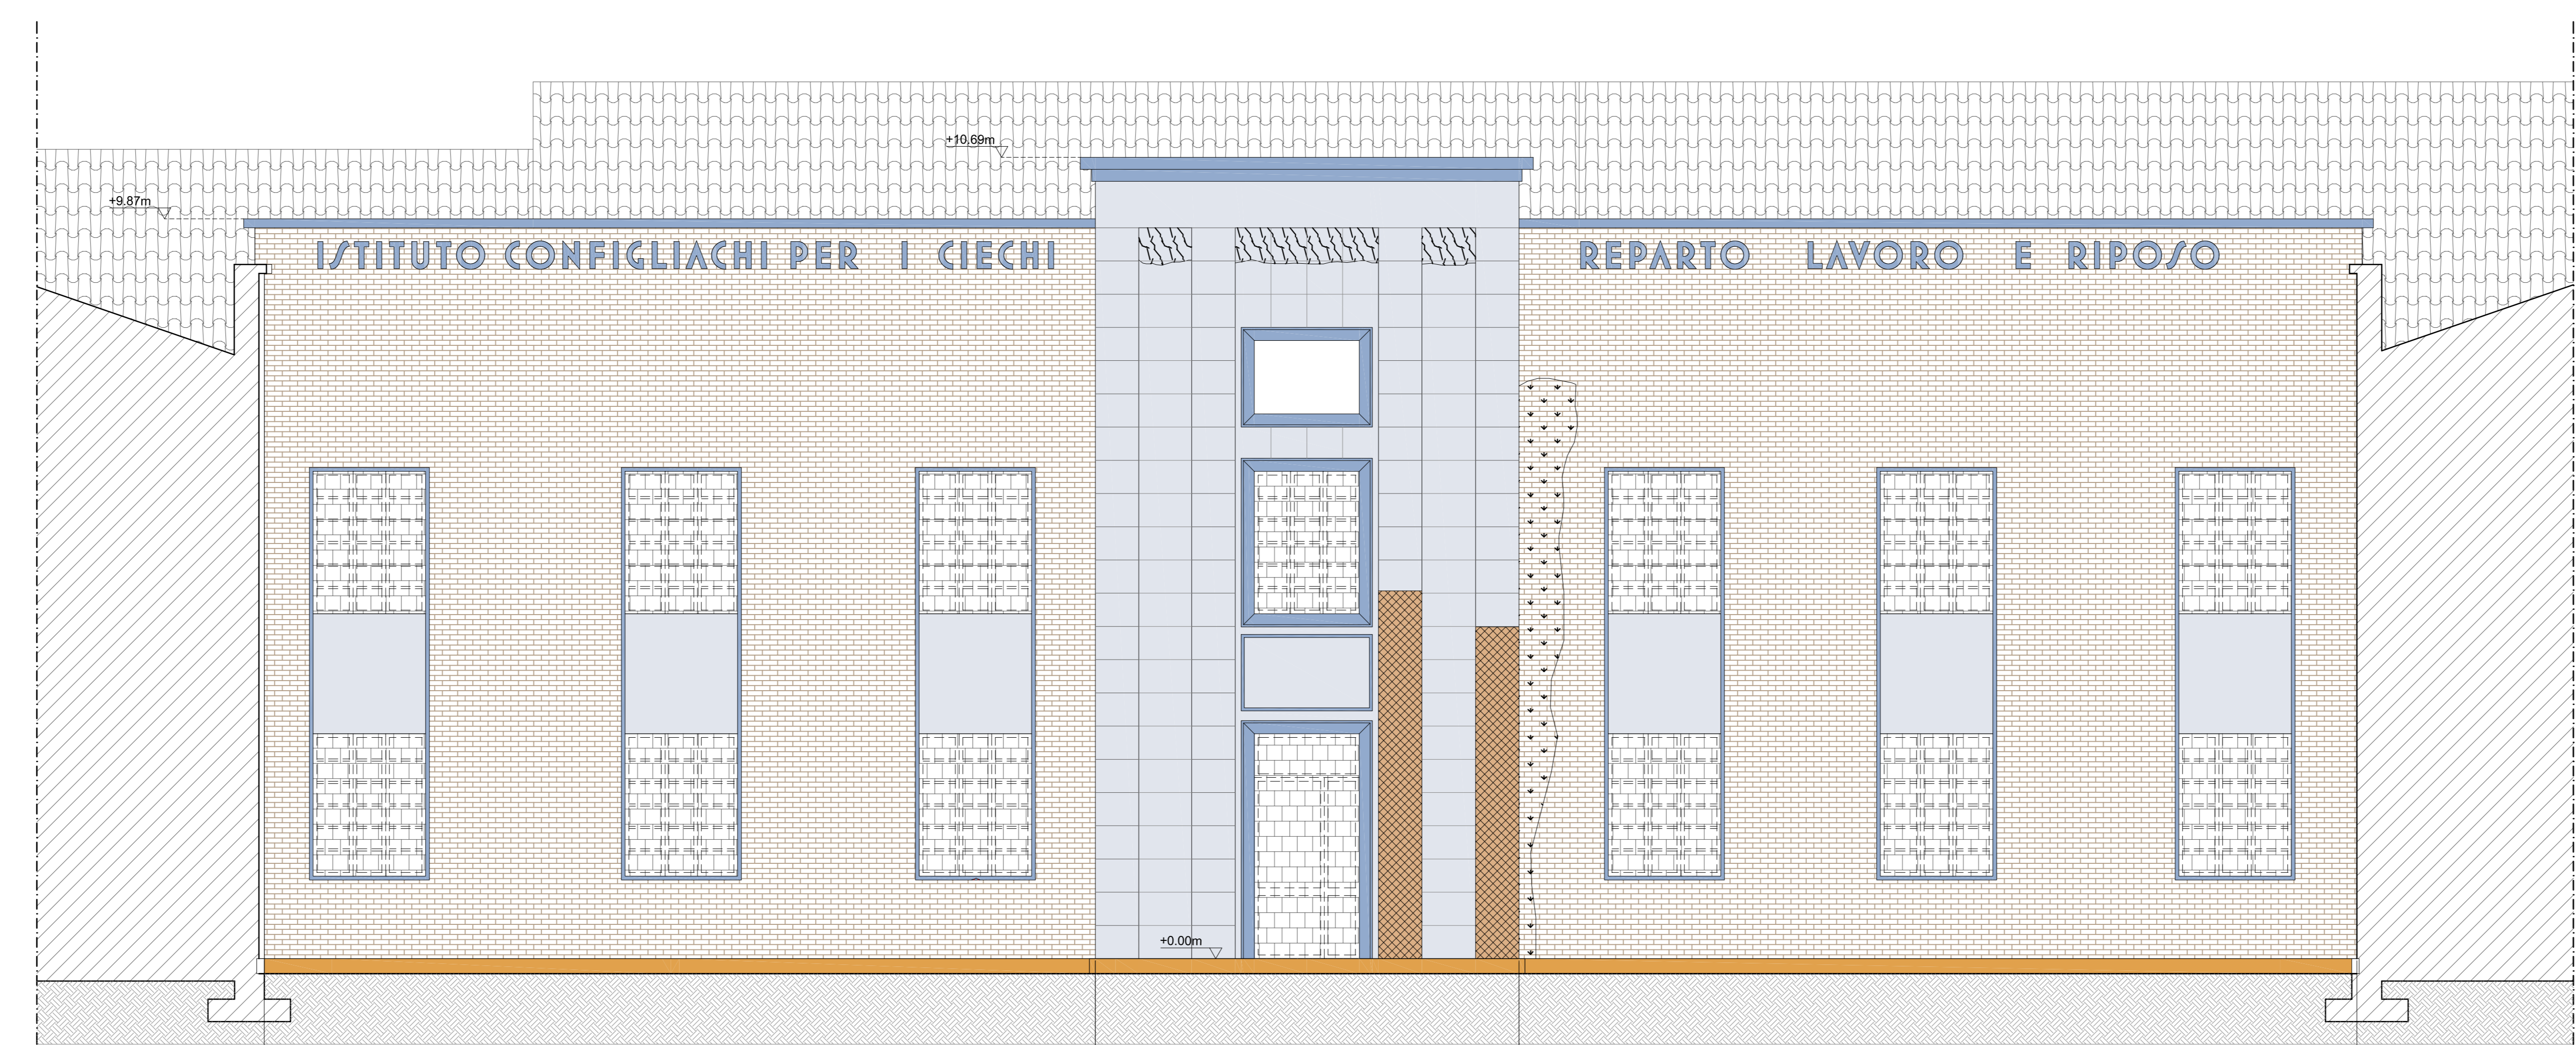 +10.69m
+9.87m
ISTITUTO CONFIGLIACHI PER I CIECHI
REPARTO LAVORO E RIPOSO
+0.00m